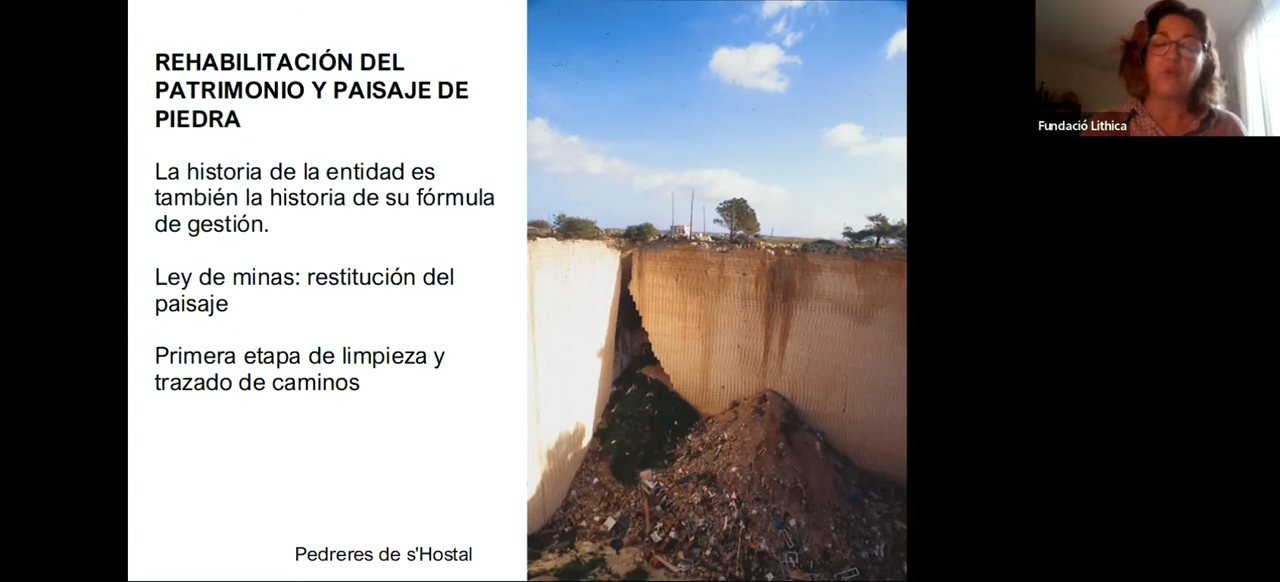 REHABILITACIÓN DEL
PATRIMONIO Y PAISAJE DE
PIEDRA
La historia de la entidad es
también la historia de su fórmula
de gestión.
Ley de minas: restitución del
paisaje
Primera etapa de limpieza y
trazado de caminos
Pedreres de s'Hostal
Fundació Lithica